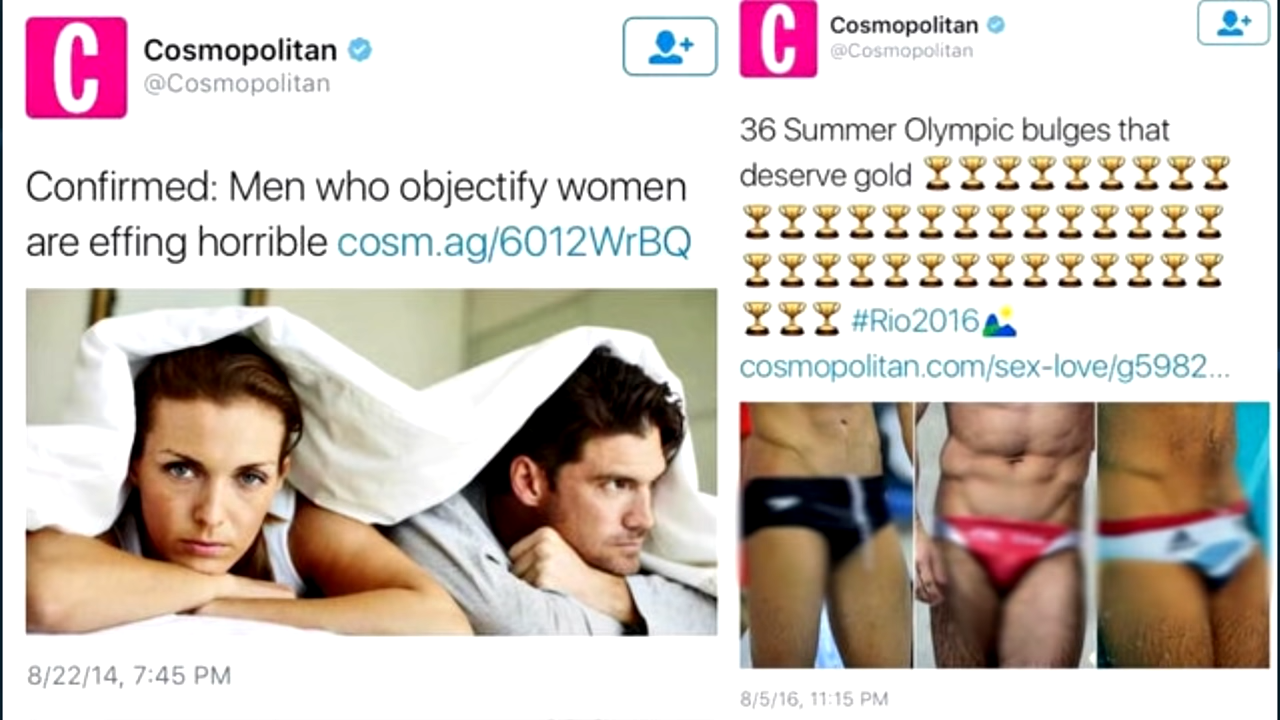 C
Cosmopolitan
@Cosmopolitan
Confirmed: Men who objectify women
are effing horrible cosm.ag/6012WrBQ
8/22/14, 7:45 PM
C
Cosmopolitan
@Cosmopolitan
36 Summer Olympic bulges that
deserve gold 🏆🏆🏆🏆🏆🏆🏆🏆🏆
🏆🏆🏆🏆🏆🏆🏆🏆🏆🏆🏆🏆🏆🏆
🏆🏆🏆🏆🏆🏆🏆🏆🏆🏆🏆🏆🏆🏆
🏆🏆🏆 #Rio2016
cosmopolitan.com/sex-love/g5982...
8/5/16, 11:15 PM